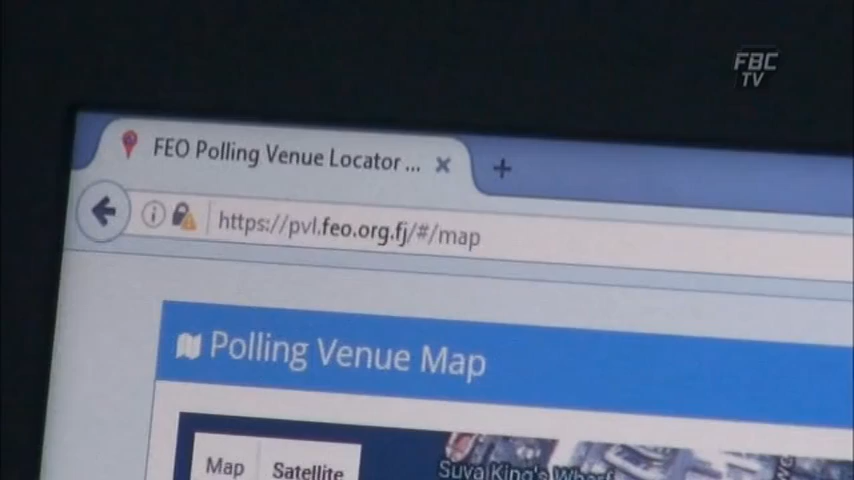 FBC
TV
FEO Polling Venue Locator ...
https://pvl.feo.org.fj/#/map
Polling Venue Map
Map
Satellite
Suva King's Wharf